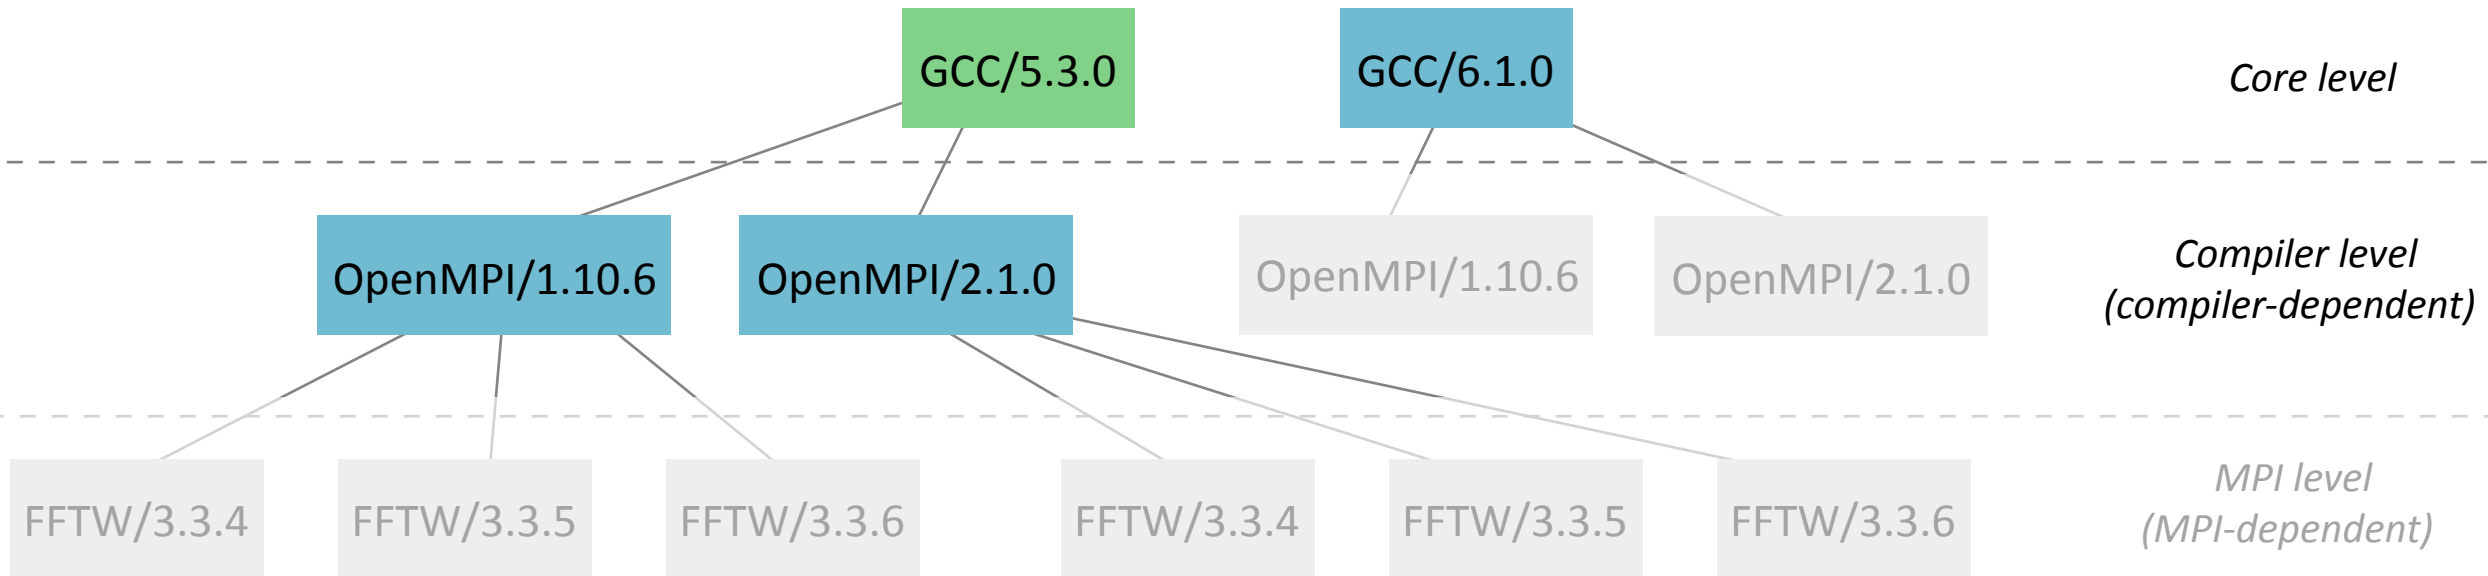 GCC/5.3.0
GCC/6.1.0
Core level
OpenMPI/1.10.6
OpenMPI/2.1.0
OpenMPI/1.10.6
OpenMPI/2.1.0
Compiler level
(compiler-dependent)
FFTW/3.3.4
FFTW/3.3.5
FFTW/3.3.6
FFTW/3.3.4
FFTW/3.3.5
FFTW/3.3.6
MPI level
(MPI-dependent)